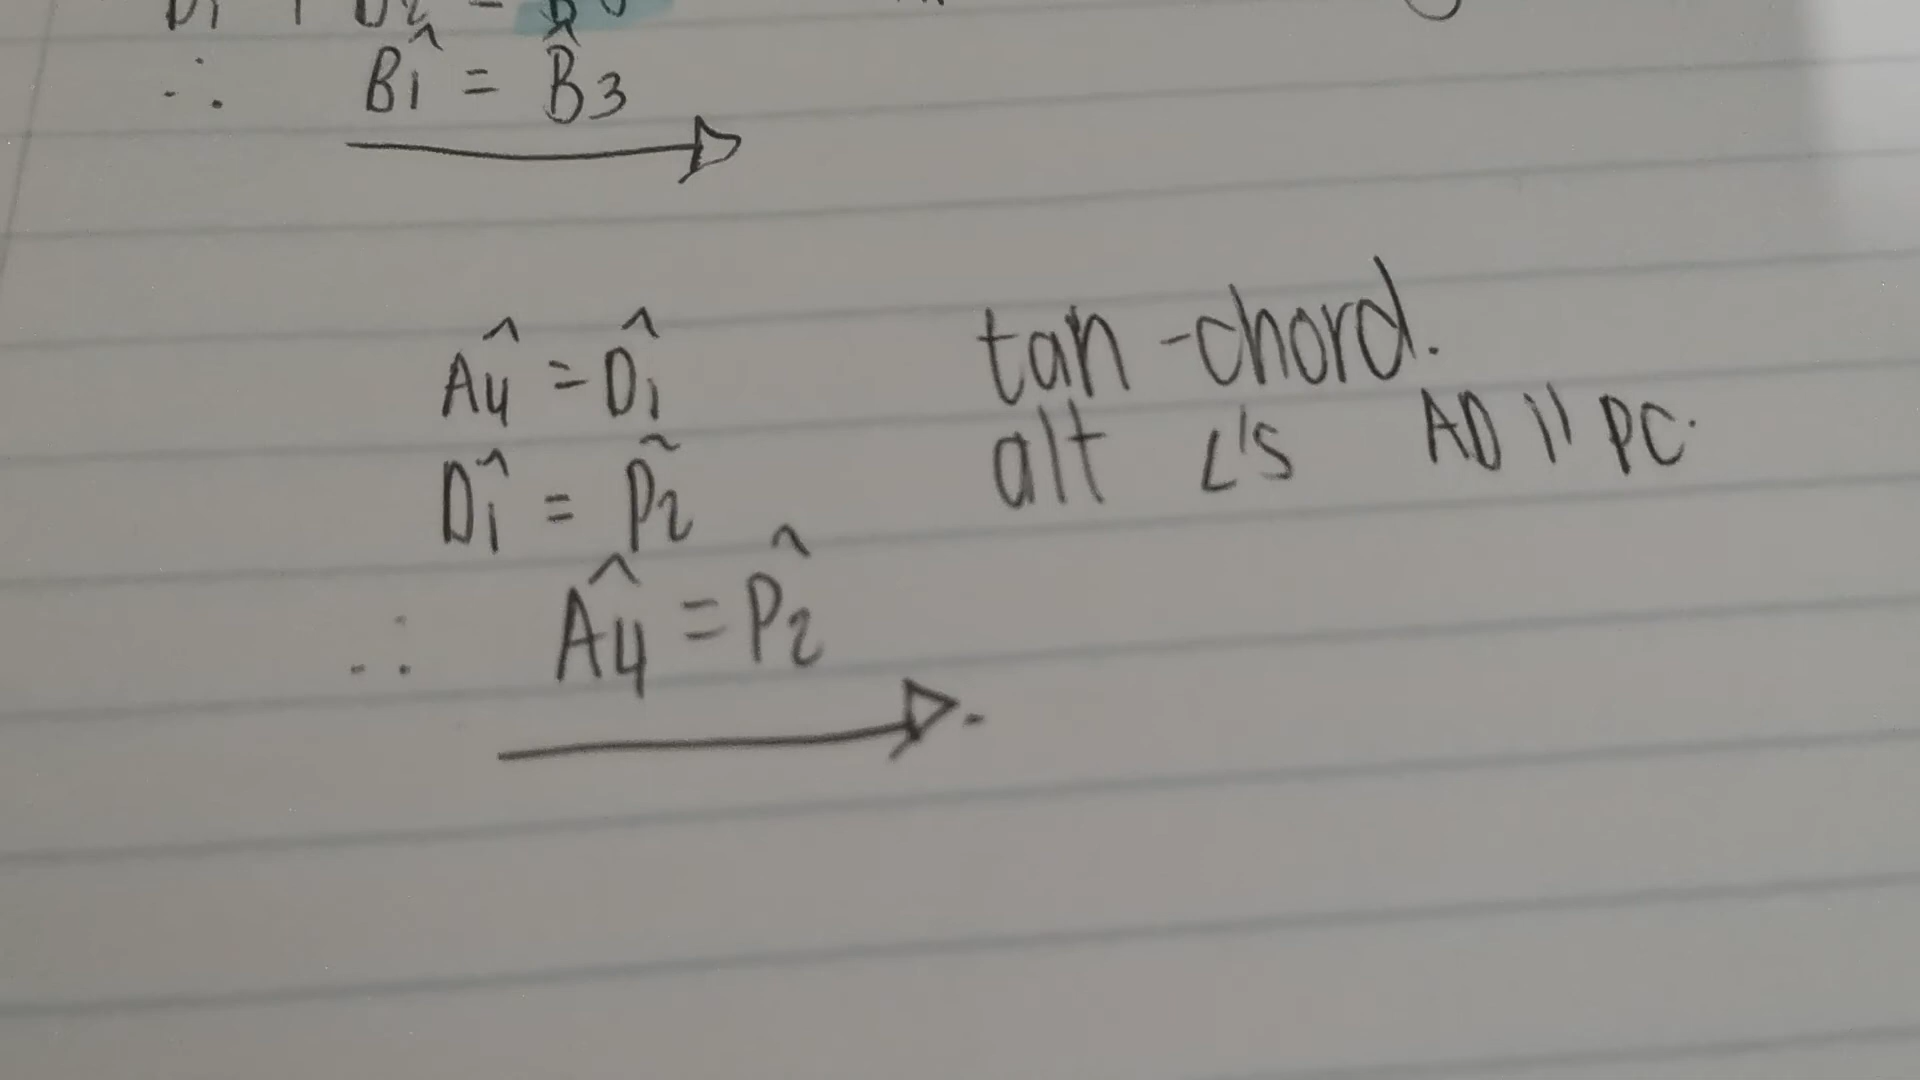 ∴ B̂1 = B̂3
Â4 = D̂1 tan-chord.
D̂1 = P̂2 alt ∠'s AD || PC.
∴ Â4 = P̂2